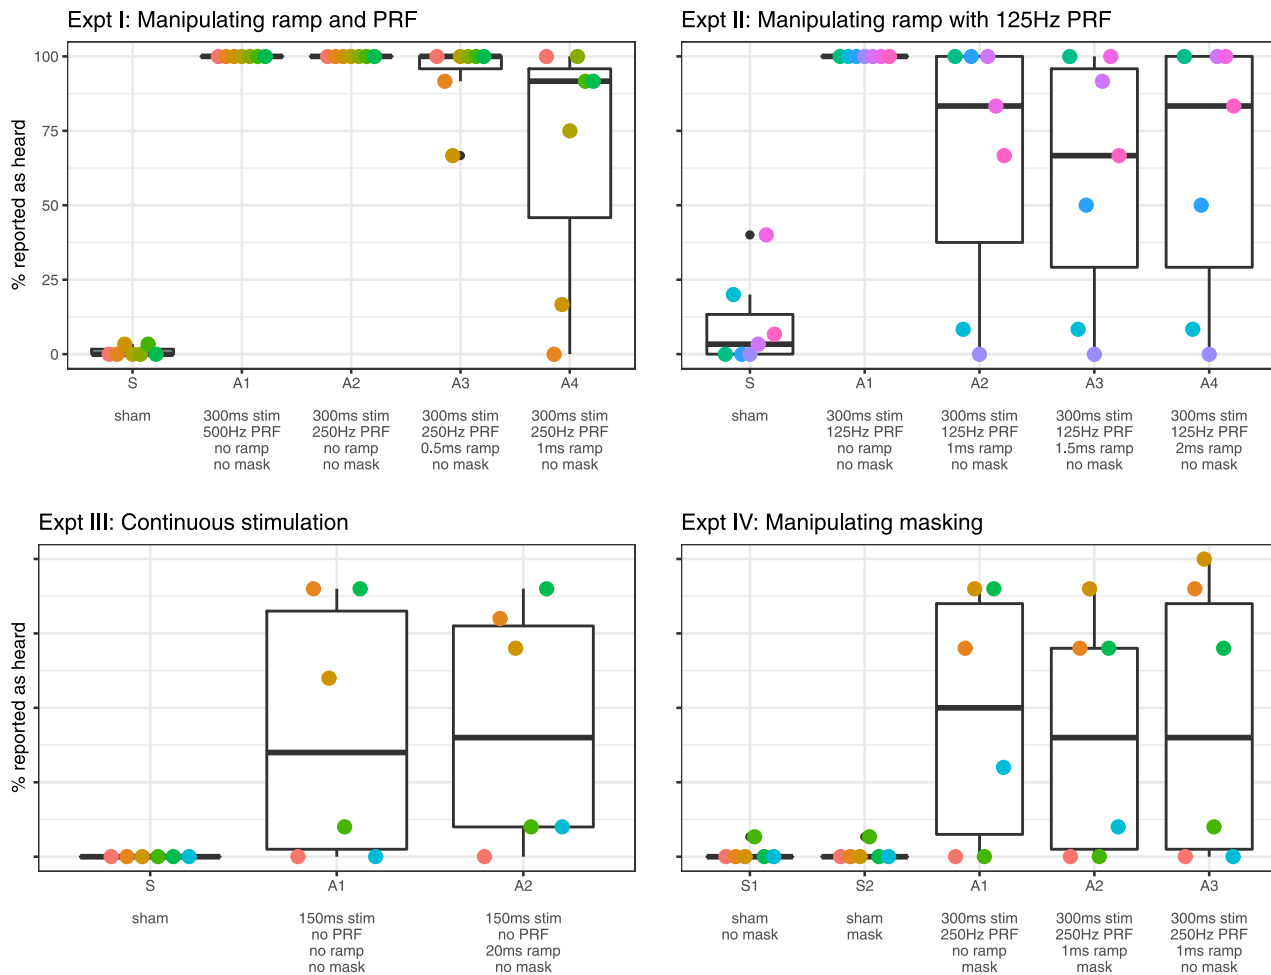 Expt I: Manipulating ramp and PRF
% reported as heard
100
75
50
25
0
S
A1
A2
A3
A4
sham
300ms stim
500Hz PRF
no ramp
no mask
300ms stim
250Hz PRF
no ramp
no mask
300ms stim
250Hz PRF
0.5ms ramp
no mask
300ms stim
250Hz PRF
1ms ramp
no mask
Expt II: Manipulating ramp with 125Hz PRF
S
A1
A2
A3
A4
sham
300ms stim
125Hz PRF
no ramp
no mask
300ms stim
125Hz PRF
1ms ramp
no mask
300ms stim
125Hz PRF
1.5ms ramp
no mask
300ms stim
125Hz PRF
2ms ramp
no mask
Expt III: Continuous stimulation
% reported as heard
S
A1
A2
sham
150ms stim
no PRF
no ramp
no mask
150ms stim
no PRF
20ms ramp
no mask
Expt IV: Manipulating masking
S1
S2
A1
A2
A3
sham
no mask
sham
mask
300ms stim
250Hz PRF
no ramp
mask
300ms stim
250Hz PRF
1ms ramp
mask
300ms stim
250Hz PRF
1ms ramp
no mask